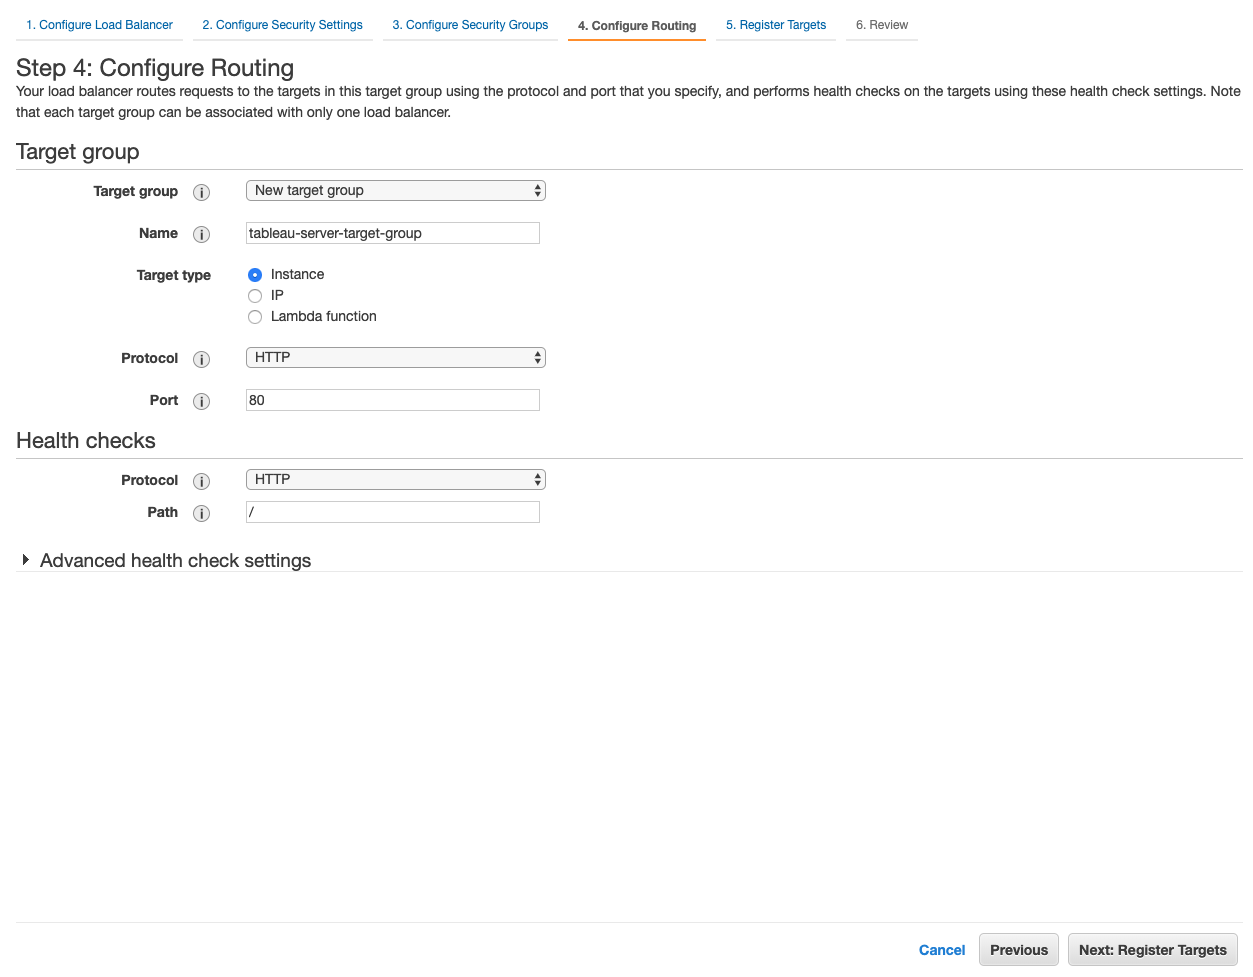 1. Configure Load Balancer 2. Configure Security Settings 3. Configure Security Groups 4. Configure Routing 5. Register Targets 6. Review
Step 4: Configure Routing
Your load balancer routes requests to the targets in this target group using the protocol and port that you specify, and performs health checks on the targets using these health check settings. Note
that each target group can be associated with only one load balancer.
Target group
Target group i New target group
Name i tableau-server-target-group
Target type Instance
IP
Lambda function
Protocol i HTTP
Port i 80
Health checks
Protocol i HTTP
Path i /
Advanced health check settings
Cancel Previous Next: Register Targets